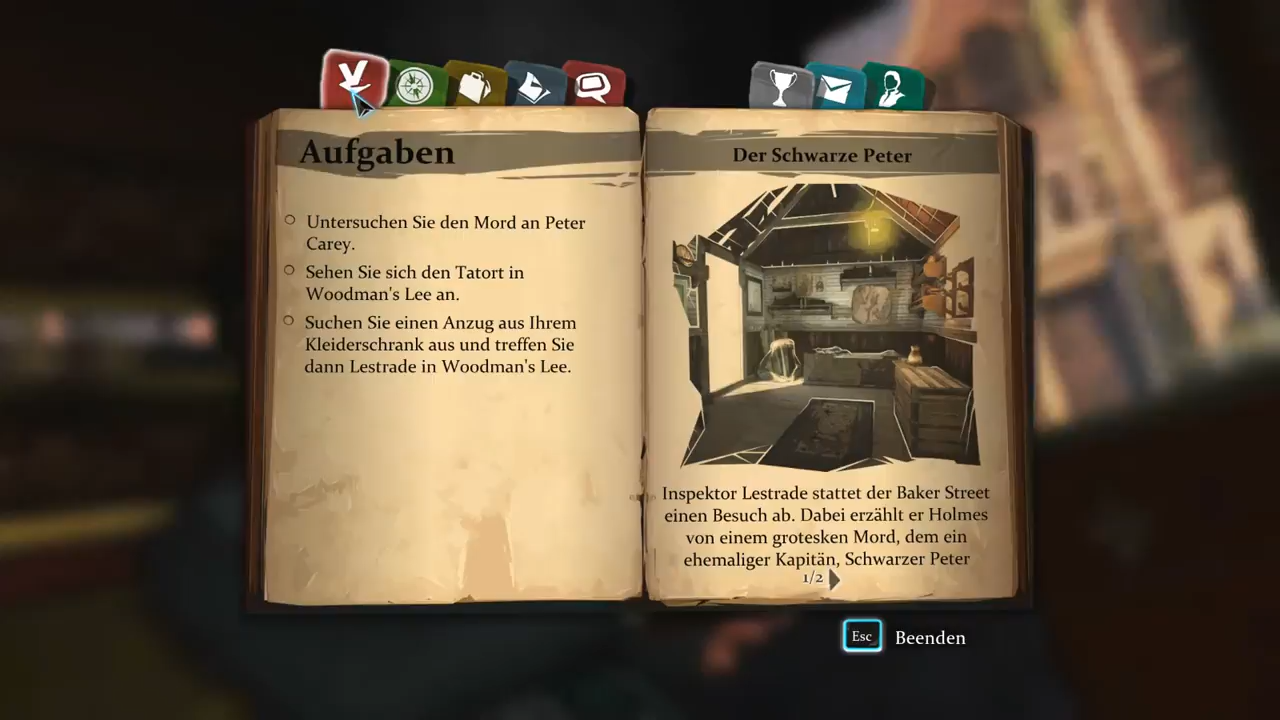 Aufgaben
Untersuchen Sie den Mord an Peter
Carey.
Sehen Sie sich den Tatort in
Woodman's Lee an.
Suchen Sie einen Anzug aus Ihrem
Kleiderschrank aus und treffen Sie
dann Lestrade in Woodman's Lee.
Der Schwarze Peter
Inspektor Lestrade stattet der Baker Street
einen Besuch ab. Dabei erzählt er Holmes
von einem grotesken Mord, dem ein
ehemaliger Kapitän, Schwarzer Peter
1/2
Esc Beenden